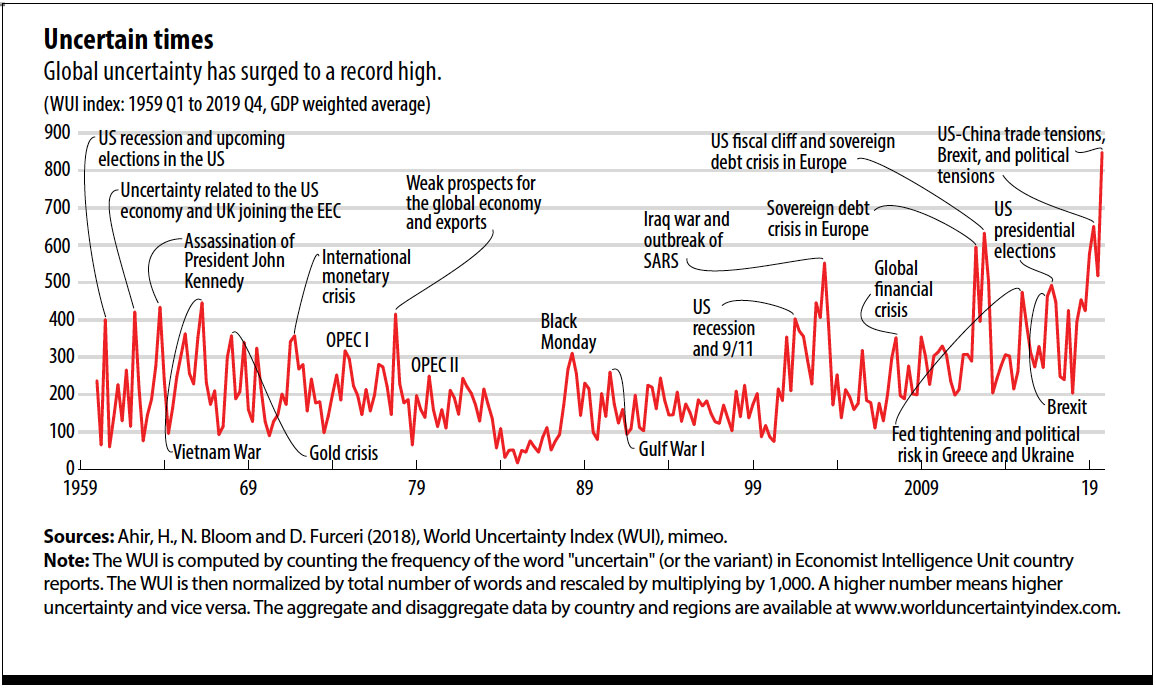 Uncertain times
Global uncertainty has surged to a record high.
(WUI index: 1959 Q1 to 2019 Q4, GDP weighted average)
900
800
700
600
500
400
300
200
100
0
US recession and upcoming
elections in the US
Uncertainty related to the US
economy and UK joining the EEC
Assassination of
President John
Kennedy
Vietnam War
Gold crisis
International
monetary
crisis
OPEC I
Weak prospects for
the global economy
and exports
OPEC II
Black
Monday
Gulf War I
US
recession
and 9/11
Iraq war and
outbreak of
SARS
Global
financial
crisis
Sovereign debt
crisis in Europe
US fiscal cliff and sovereign
debt crisis in Europe
Fed tightening and political
risk in Greece and Ukraine
Brexit
US
presidential
elections
US-China trade tensions,
Brexit, and political
tensions
1959
69
79
89
99
2009
19
Sources: Ahir, H., N. Bloom and D. Furceri (2018), World Uncertainty Index (WUI), mimeo.
Note: The WUI is computed by counting the frequency of the word "uncertain" (or the variant) in Economist Intelligence Unit country
reports. The WUI is then normalized by total number of words and rescaled by multiplying by 1,000. A higher number means higher
uncertainty and vice versa. The aggregate and disaggregate data by country and regions are available at www.worlduncertaintyindex.com.